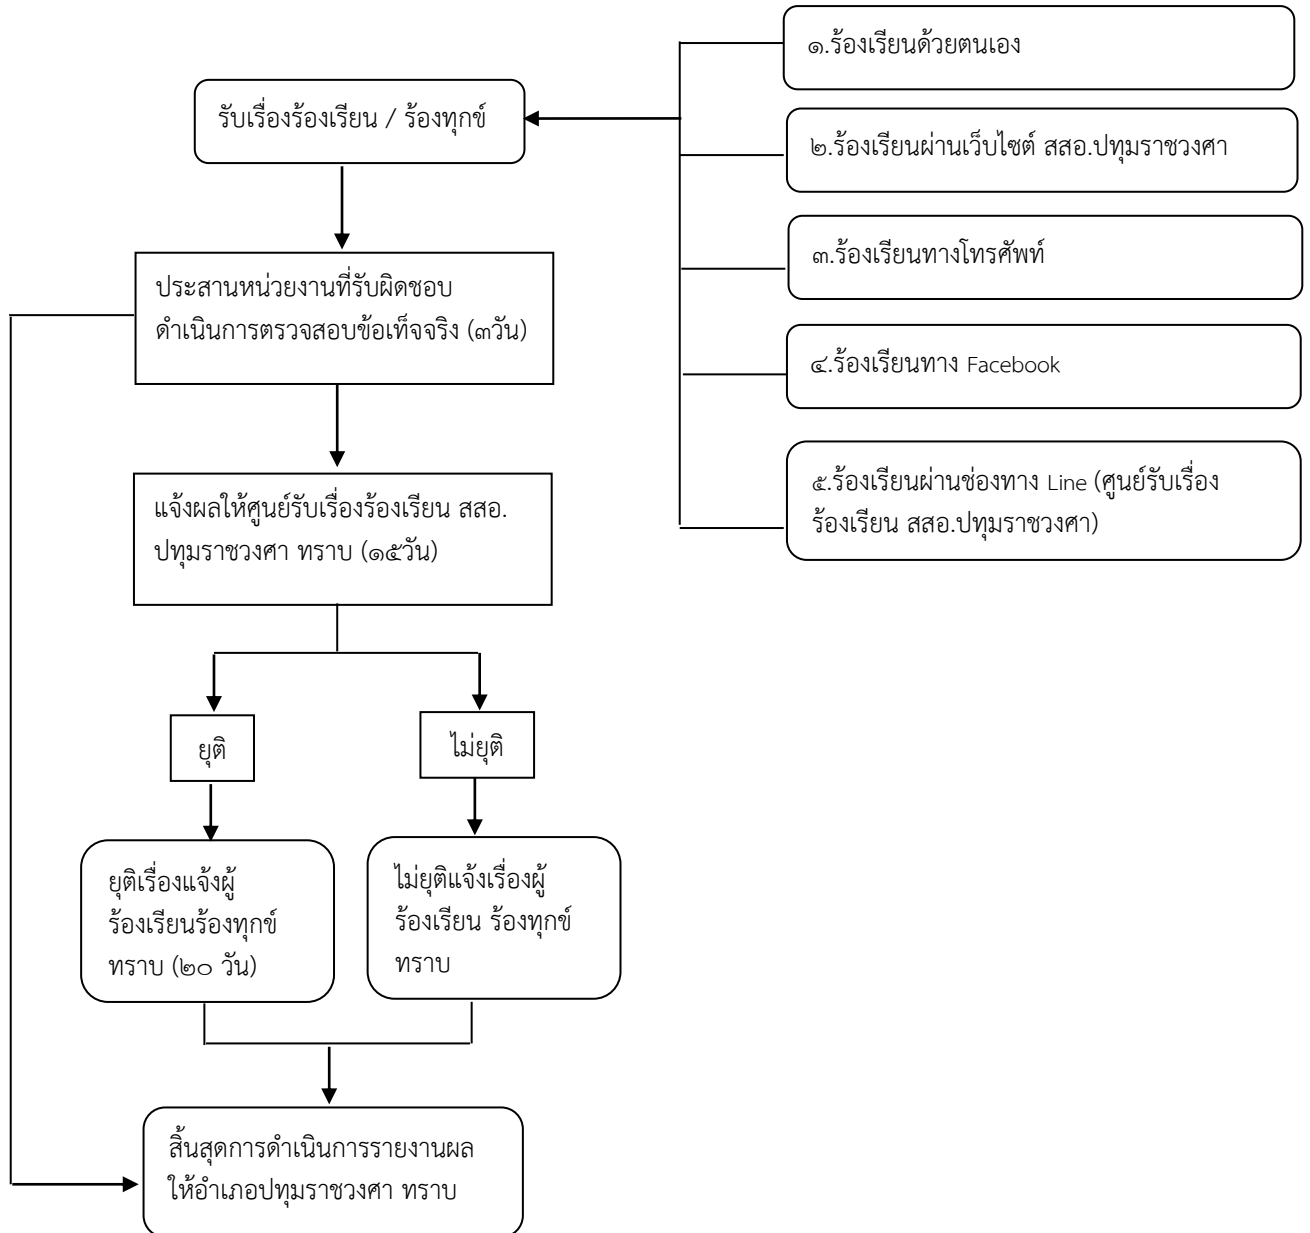 ๑.ร้องเรียนด้วยตนเอง
รับเรื่องร้องเรียน / ร้องทุกข์
๒.ร้องเรียนผ่านเว็บไซต์ สสอ.ปทุมราชวงศา
๓.ร้องเรียนทางโทรศัพท์
๔.ร้องเรียนทาง Facebook
๕.ร้องเรียนผ่านช่องทาง Line (ศูนย์รับเรื่อง
ร้องเรียน สสอ.ปทุมราชวงศา)
ประสานหน่วยงานที่รับผิดชอบ
ดำเนินการตรวจสอบข้อเท็จจริง (๓วัน)
แจ้งผลให้ศูนย์รับเรื่องร้องเรียน สสอ.
ปทุมราชวงศา ทราบ (๑๕วัน)
ยุติ
ไม่ยุติ
ยุติเรื่องแจ้งผู้
ร้องเรียนร้องทุกข์
ทราบ (๒๐ วัน)
ไม่ยุติแจ้งเรื่องผู้
ร้องเรียน ร้องทุกข์
ทราบ
สิ้นสุดการดำเนินการรายงานผล
ให้อำเภอปทุมราชวงศา ทราบ